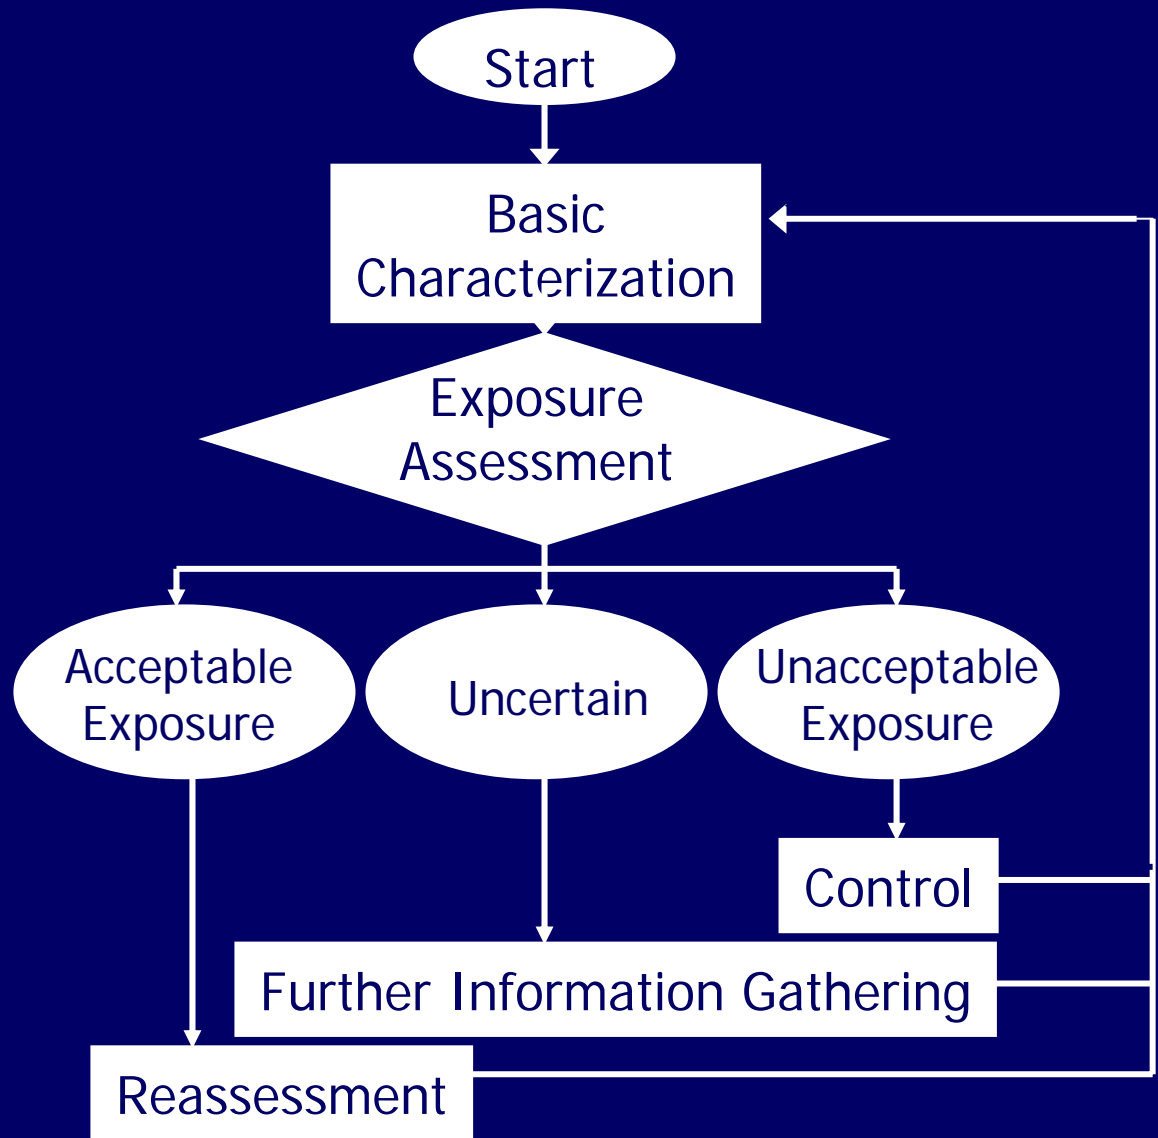 Start
Basic
Characterization
Exposure
Assessment
Acceptable
Exposure
Uncertain
Unacceptable
Exposure
Control
Further Information Gathering
Reassessment